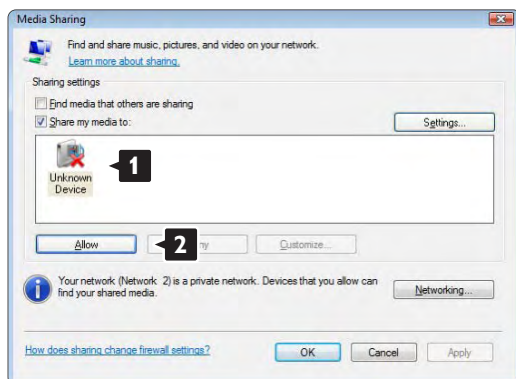 Media Sharing
Find and share music, pictures, and video on your network.
Learn more about sharing.
Sharing settings
Find media that others are sharing
Share my media to:
Settings...
1
Unknown
Device
Allow
2
ny
Customize...
Your network (Network 2) is a private network. Devices that you allow can
find your shared media.
Networking...
How does sharing change firewall settings?
OK
Cancel
Apply